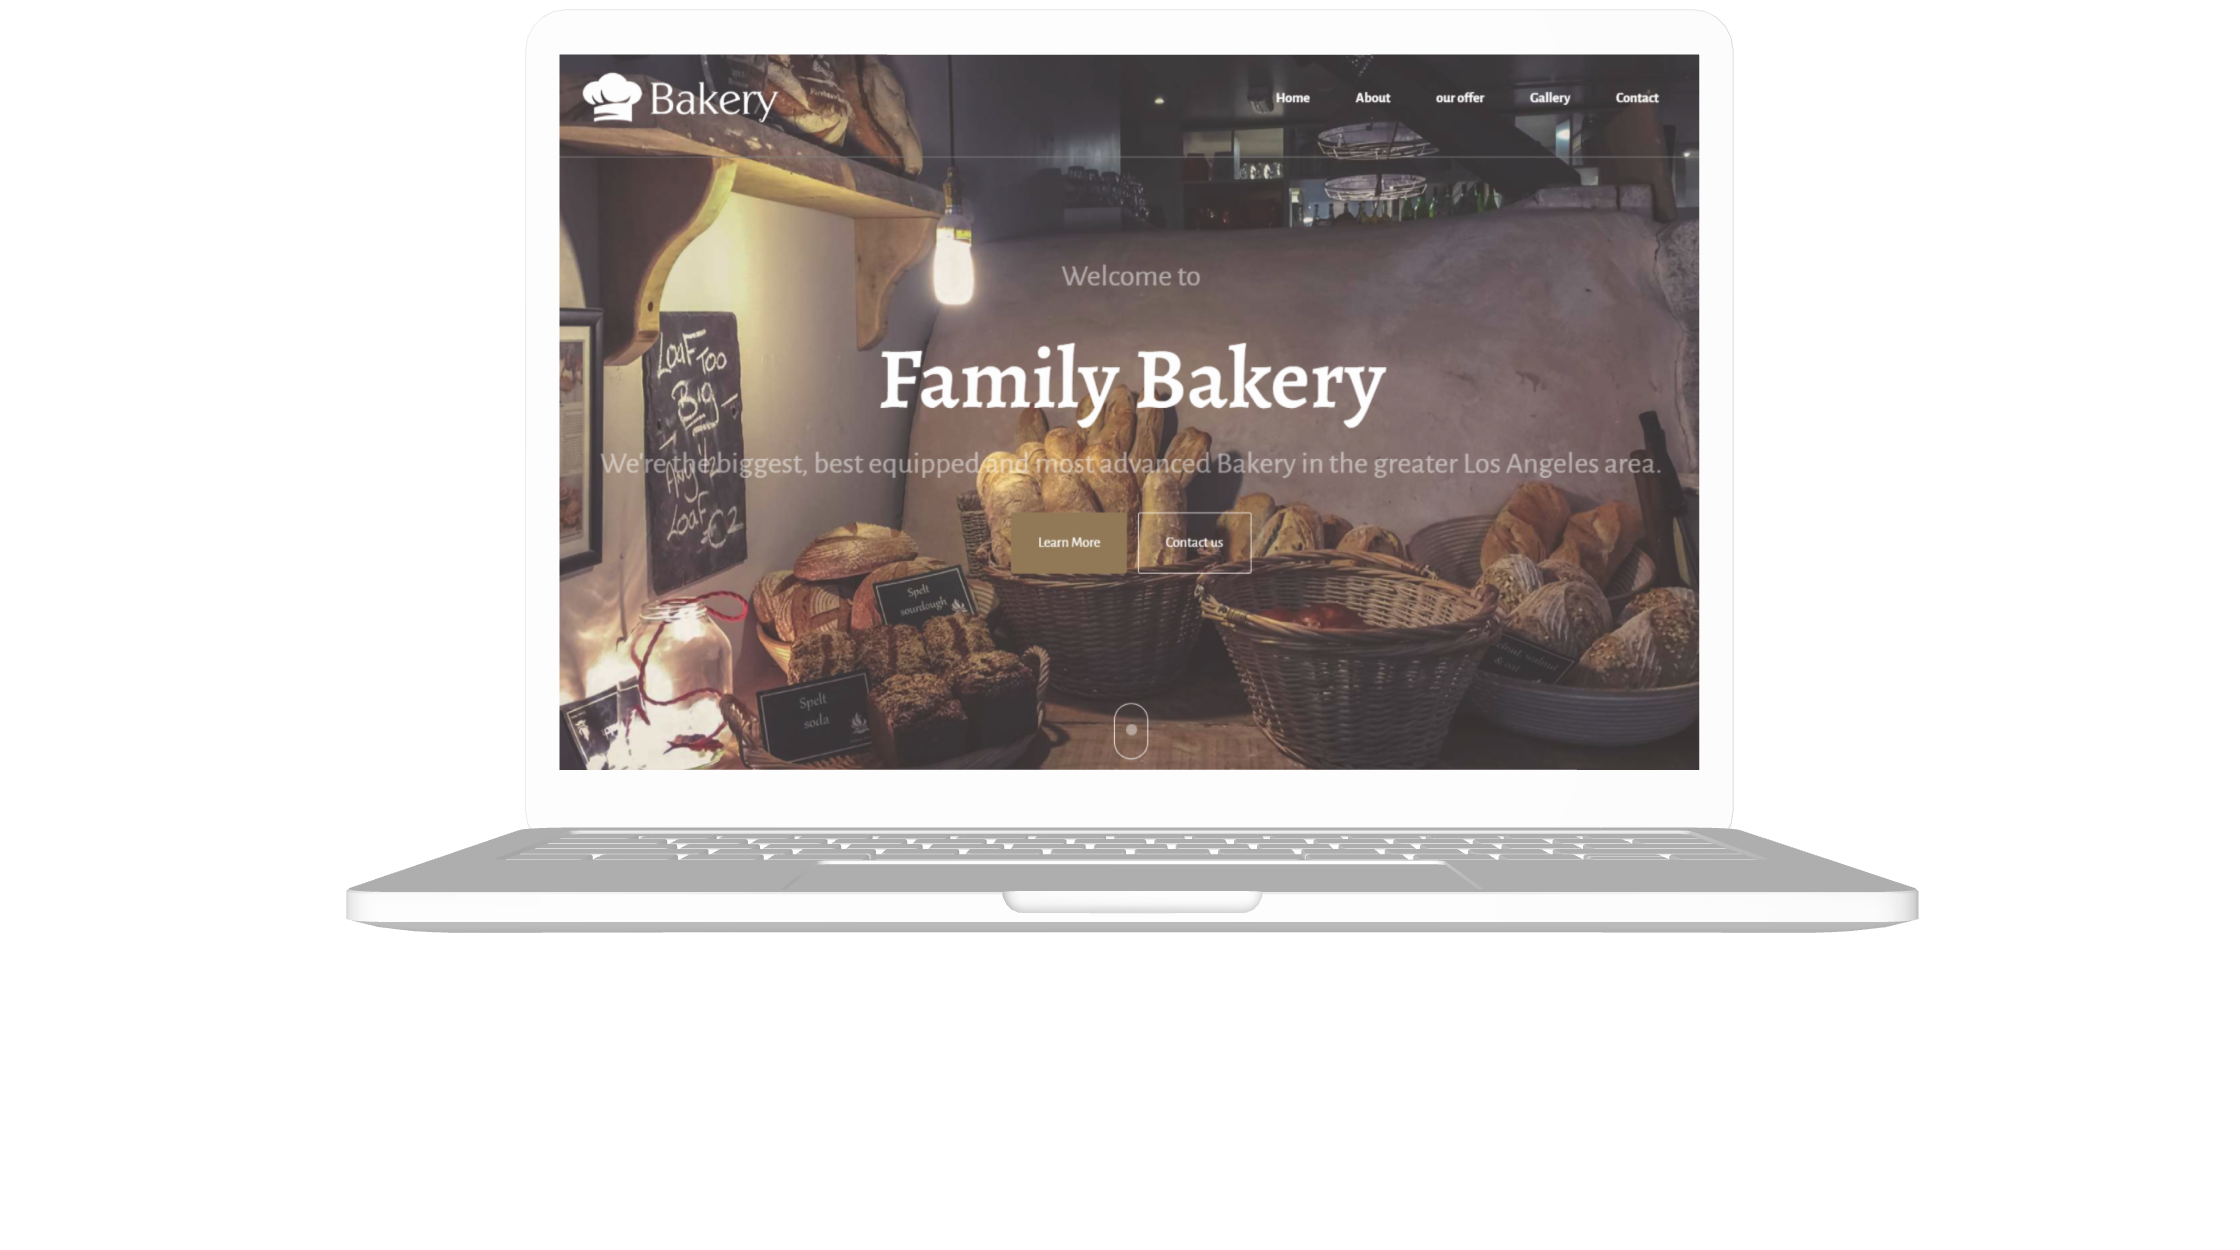 Bakery
Home About our offer Gallery Contact
Welcome to
Family Bakery
We're the biggest, best equipped and most advanced Bakery in the greater Los Angeles area.
Learn More Contact us
Loaf Too
Big
Any
Loaf €2
Spelt
sourdough
Spelt
soda